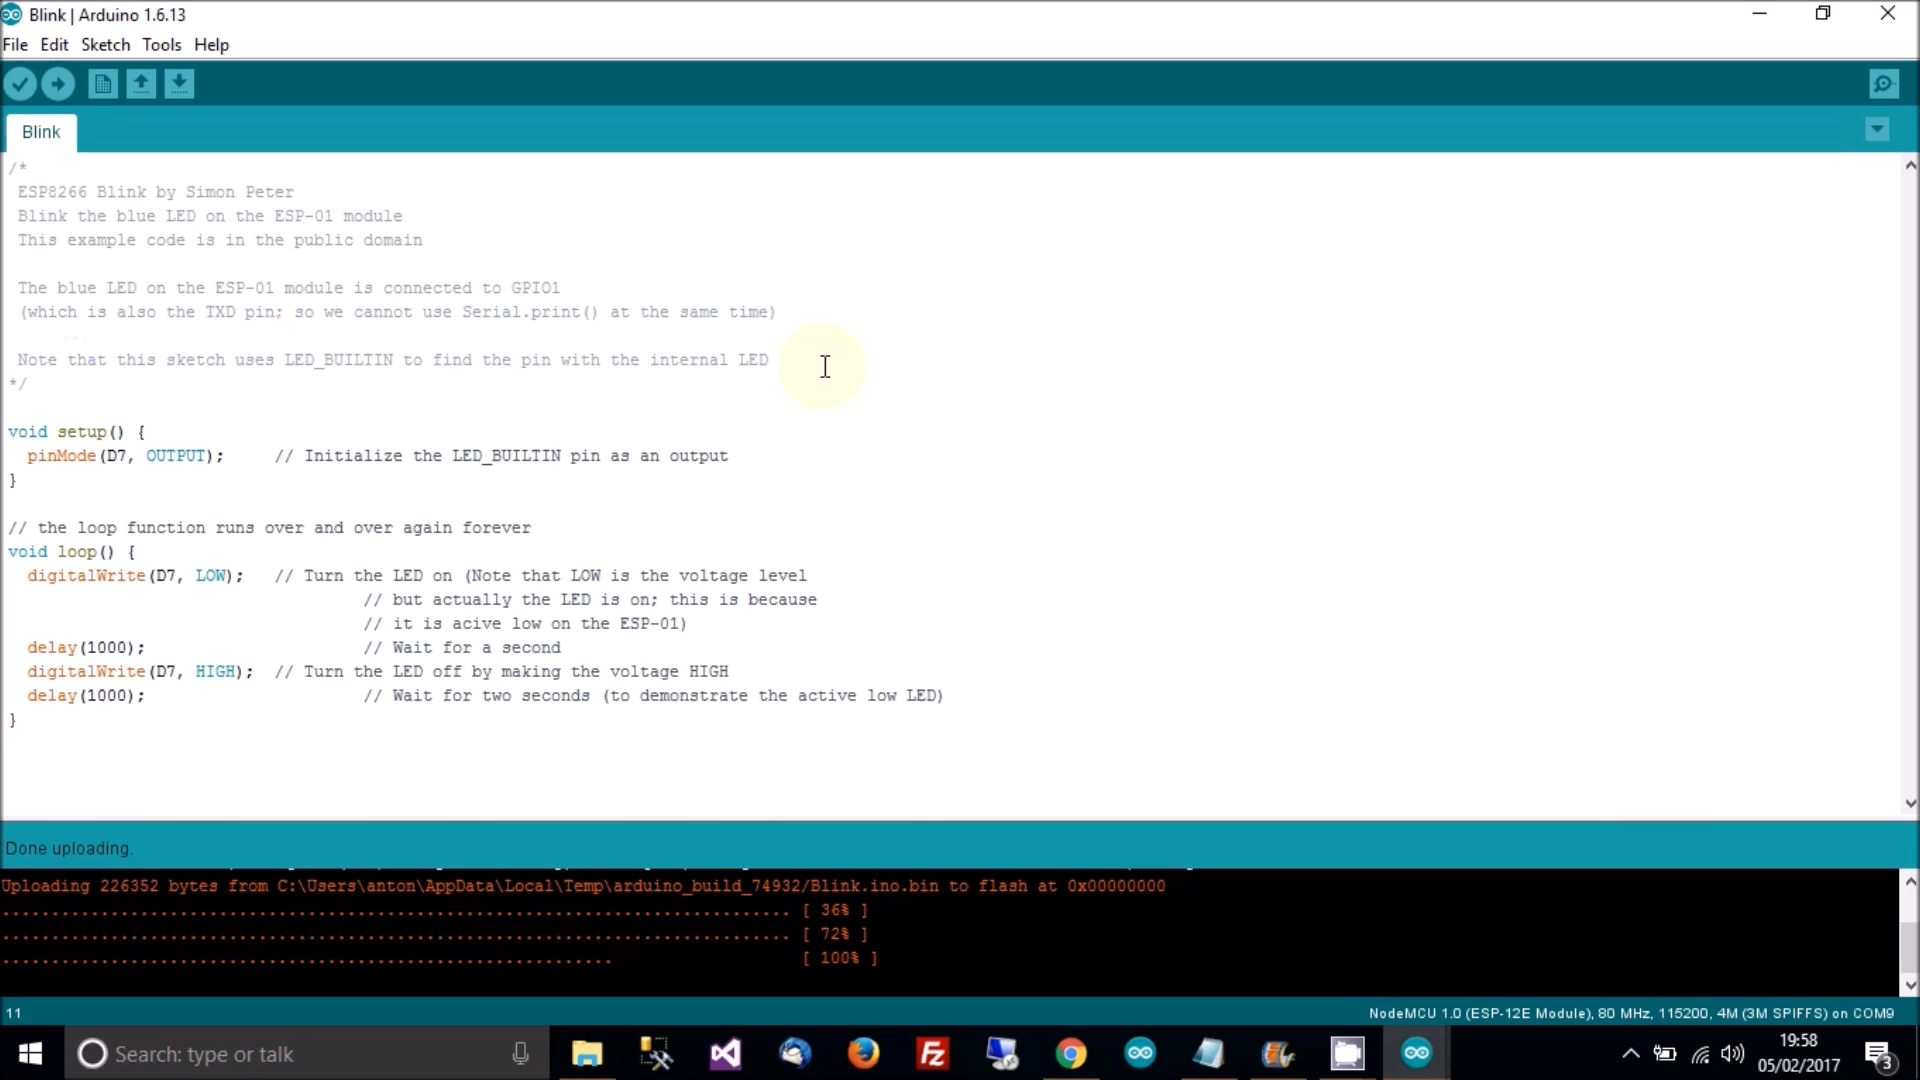 Blink | Arduino 1.6.13
File Edit Sketch Tools Help
Blink
/*
ESP8266 Blink by Simon Peter
Blink the blue LED on the ESP-01 module
This example code is in the public domain
The blue LED on the ESP-01 module is connected to GPIO1
(which is also the TXD pin; so we cannot use Serial.print() at the same time)
Note that this sketch uses LED_BUILTIN to find the pin with the internal LED
*/
void setup() {
pinMode(D7, OUTPUT); // Initialize the LED_BUILTIN pin as an output
}
// the loop function runs over and over again forever
void loop() {
digitalWrite(D7, LOW); // Turn the LED on (Note that LOW is the voltage level
// but actually the LED is on; this is because
// it is acive low on the ESP-01)
delay(1000); // Wait for a second
digitalWrite(D7, HIGH); // Turn the LED off by making the voltage HIGH
delay(1000); // Wait for two seconds (to demonstrate the active low LED)
}
Done uploading.
Uploading 226352 bytes from C:\Users\anton\AppData\Local\Temp\arduino_build_74932/Blink.ino.bin to flash at 0x00000000
................................................................................ [ 36% ]
................................................................................ [ 72% ]
.............................................................. [ 100% ]
11
NodeMCU 1.0 (ESP-12E Module), 80 MHz, 115200, 4M (3M SPIFFS) on COM9
Search: type or talk
Fz
19:58
05/02/2017
3